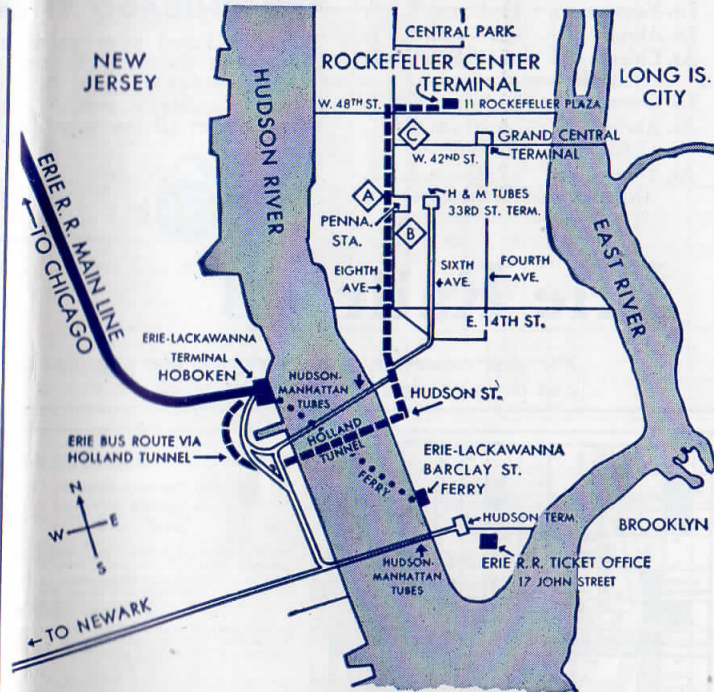 CENTRAL PARK
NEW
JERSEY
ROCKEFELLER CENTER
TERMINAL
LONG IS.
CITY
HUDSON RIVER
W. 48TH ST.
11 ROCKEFELLER PLAZA
C
GRAND CENTRAL
TERMINAL
W. 42ND ST.
ERIE R. R. MAIN LINE
TO CHICAGO
A
H & M TUBES
33RD ST. TERM.
PENNA.
STA.
B
EIGHTH
AVE.
SIXTH
AVE.
FOURTH
AVE.
EAST RIVER
E. 14TH ST.
ERIE-LACKAWANNA
TERMINAL
HOBOKEN
HUDSON-
MANHATTAN
TUBES
HUDSON ST.
HOLLAND
TUNNEL
ERIE BUS ROUTE VIA
HOLLAND TUNNEL
ERIE-LACKAWANNA
BARCLAY ST.
FERRY
FERRY
N
W
E
S
HUDSON TERM.
BROOKLYN
HUDSON-
MANHATTAN
TUBES
ERIE R.R. TICKET OFFICE
17 JOHN STREET
TO NEWARK